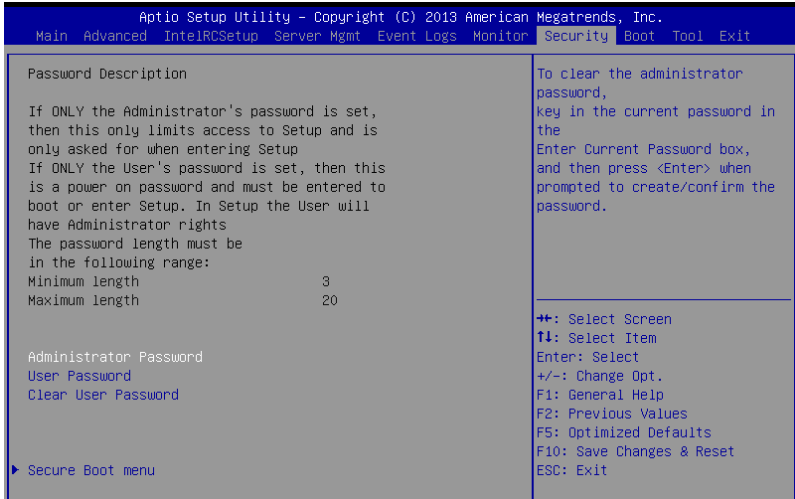 Aptio Setup Utility – Copyright (C) 2013 American Megatrends, Inc.
Main Advanced IntelRCSetup Server Mgmt Event Logs Monitor Security Boot Tool Exit
Password Description
If ONLY the Administrator's password is set,
then this only limits access to Setup and is
only asked for when entering Setup
If ONLY the User's password is set, then this
is a power on password and must be entered to
boot or enter Setup. In Setup the User will
have Administrator rights
The password length must be
in the following range:
Minimum length 3
Maximum length 20
Administrator Password
User Password
Clear User Password
Secure Boot menu
To clear the administrator
password,
key in the current password in
the
Enter Current Password box,
and then press <Enter> when
prompted to create/confirm the
password.
→←: Select Screen
↑↓: Select Item
Enter: Select
+/-: Change Opt.
F1: General Help
F2: Previous Values
F5: Optimized Defaults
F10: Save Changes & Reset
ESC: Exit